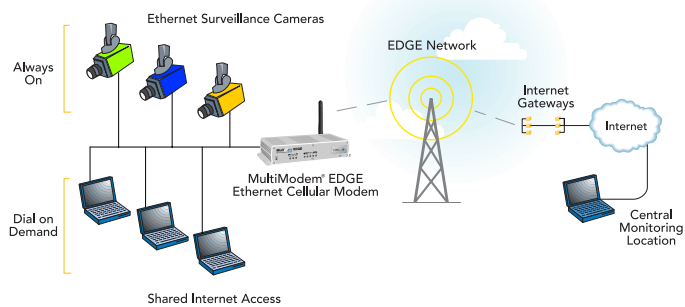 Ethernet Surveillance Cameras
Always
On
EDGE Network
Internet
Gateways
Internet
MultiModem® EDGE
Ethernet Cellular Modem
Dial on
Demand
Central
Monitoring
Location
Shared Internet Access